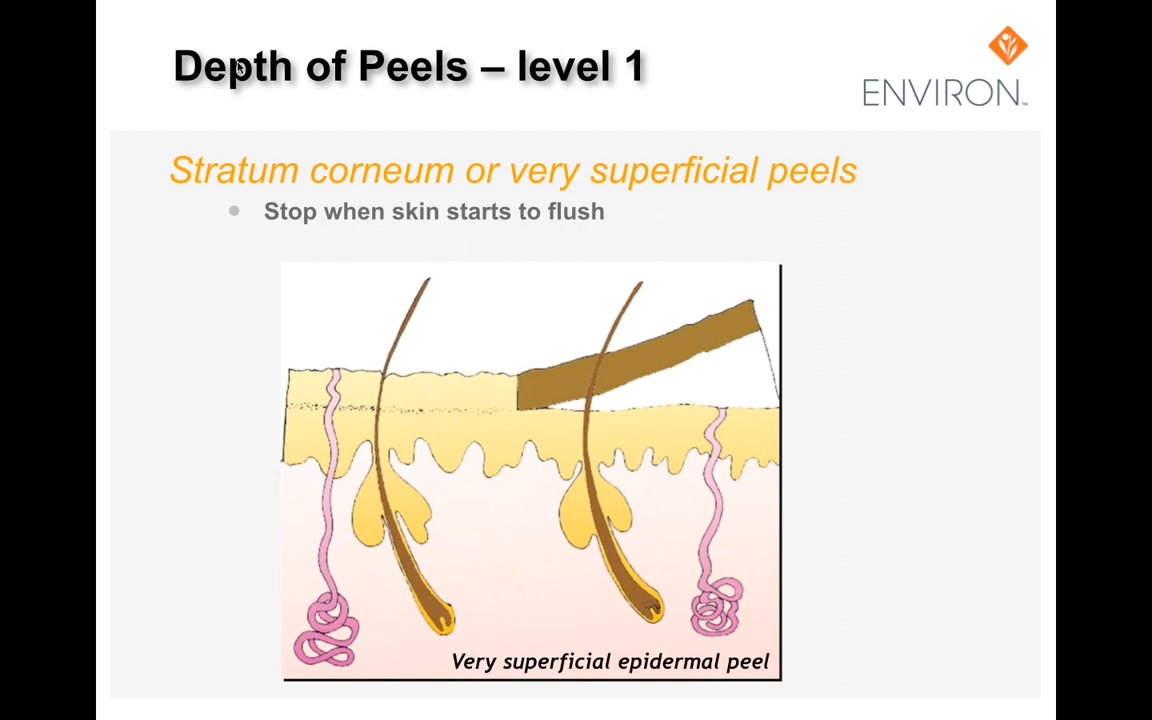 Depth of Peels – level 1
ENVIRON™
Stratum corneum or very superficial peels
Stop when skin starts to flush
Very superficial epidermal peel